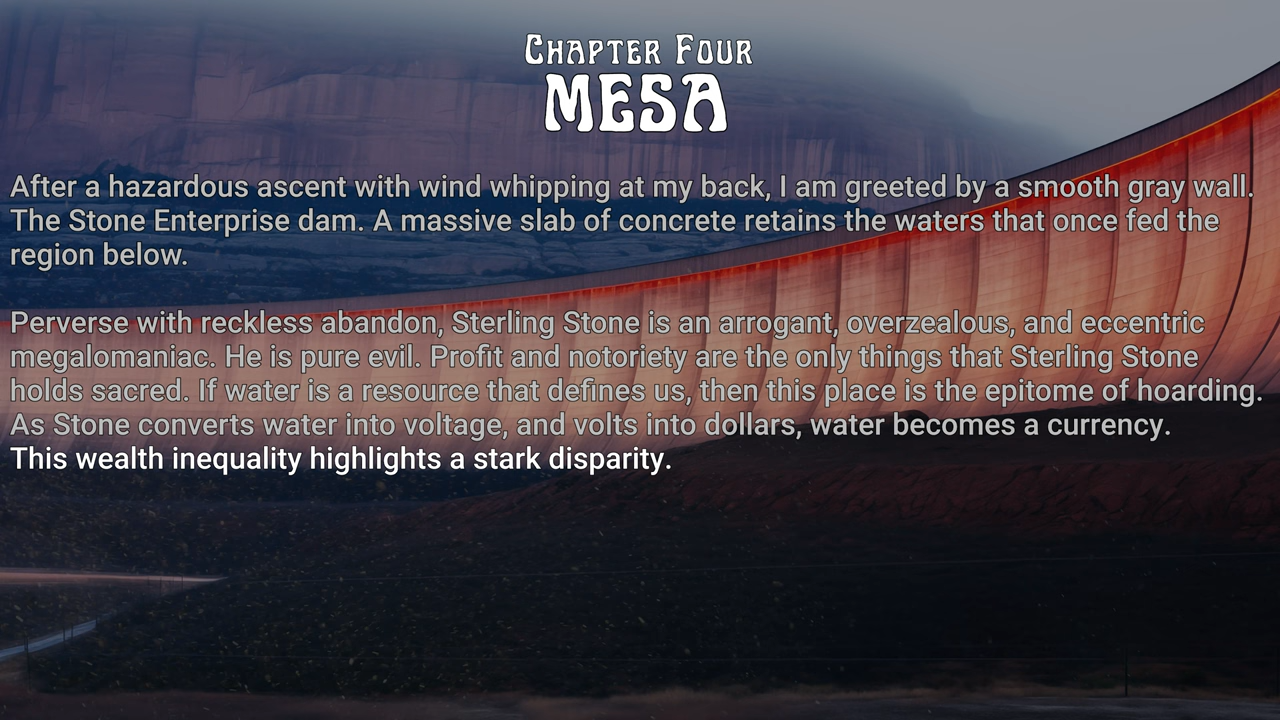 Chapter Four
MESA
After a hazardous ascent with wind whipping at my back, I am greeted by a smooth gray wall.
The Stone Enterprise dam. A massive slab of concrete retains the waters that once fed the
region below.
Perverse with reckless abandon, Sterling Stone is an arrogant, overzealous, and eccentric
megalomaniac. He is pure evil. Profit and notoriety are the only things that Sterling Stone
holds sacred. If water is a resource that defines us, then this place is the epitome of hoarding.
As Stone converts water into voltage, and volts into dollars, water becomes a currency.
This wealth inequality highlights a stark disparity.